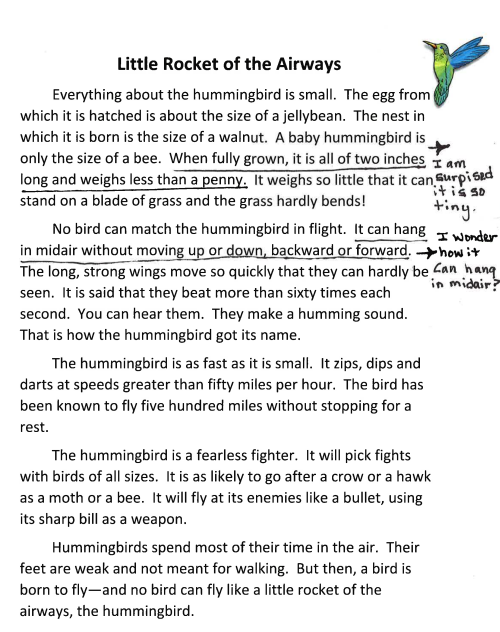 Little Rocket of the Airways
Everything about the hummingbird is small. The egg from
which it is hatched is about the size of a jellybean. The nest in
which it is born is the size of a walnut. A baby hummingbird is
only the size of a bee. When fully grown, it is all of two inches
long and weighs less than a penny. It weighs so little that it can
stand on a blade of grass and the grass hardly bends!
I am
surpised
it is so
tiny.
No bird can match the hummingbird in flight. It can hang
in midair without moving up or down, backward or forward.
The long, strong wings move so quickly that they can hardly be
seen. It is said that they beat more than sixty times each
second. You can hear them. They make a humming sound.
That is how the hummingbird got its name.
I wonder
how it
can hang
in midair?
The hummingbird is as fast as it is small. It zips, dips and
darts at speeds greater than fifty miles per hour. The bird has
been known to fly five hundred miles without stopping for a
rest.
The hummingbird is a fearless fighter. It will pick fights
with birds of all sizes. It is as likely to go after a crow or a hawk
as a moth or a bee. It will fly at its enemies like a bullet, using
its sharp bill as a weapon.
Hummingbirds spend most of their time in the air. Their
feet are weak and not meant for walking. But then, a bird is
born to fly—and no bird can fly like a little rocket of the
airways, the hummingbird.